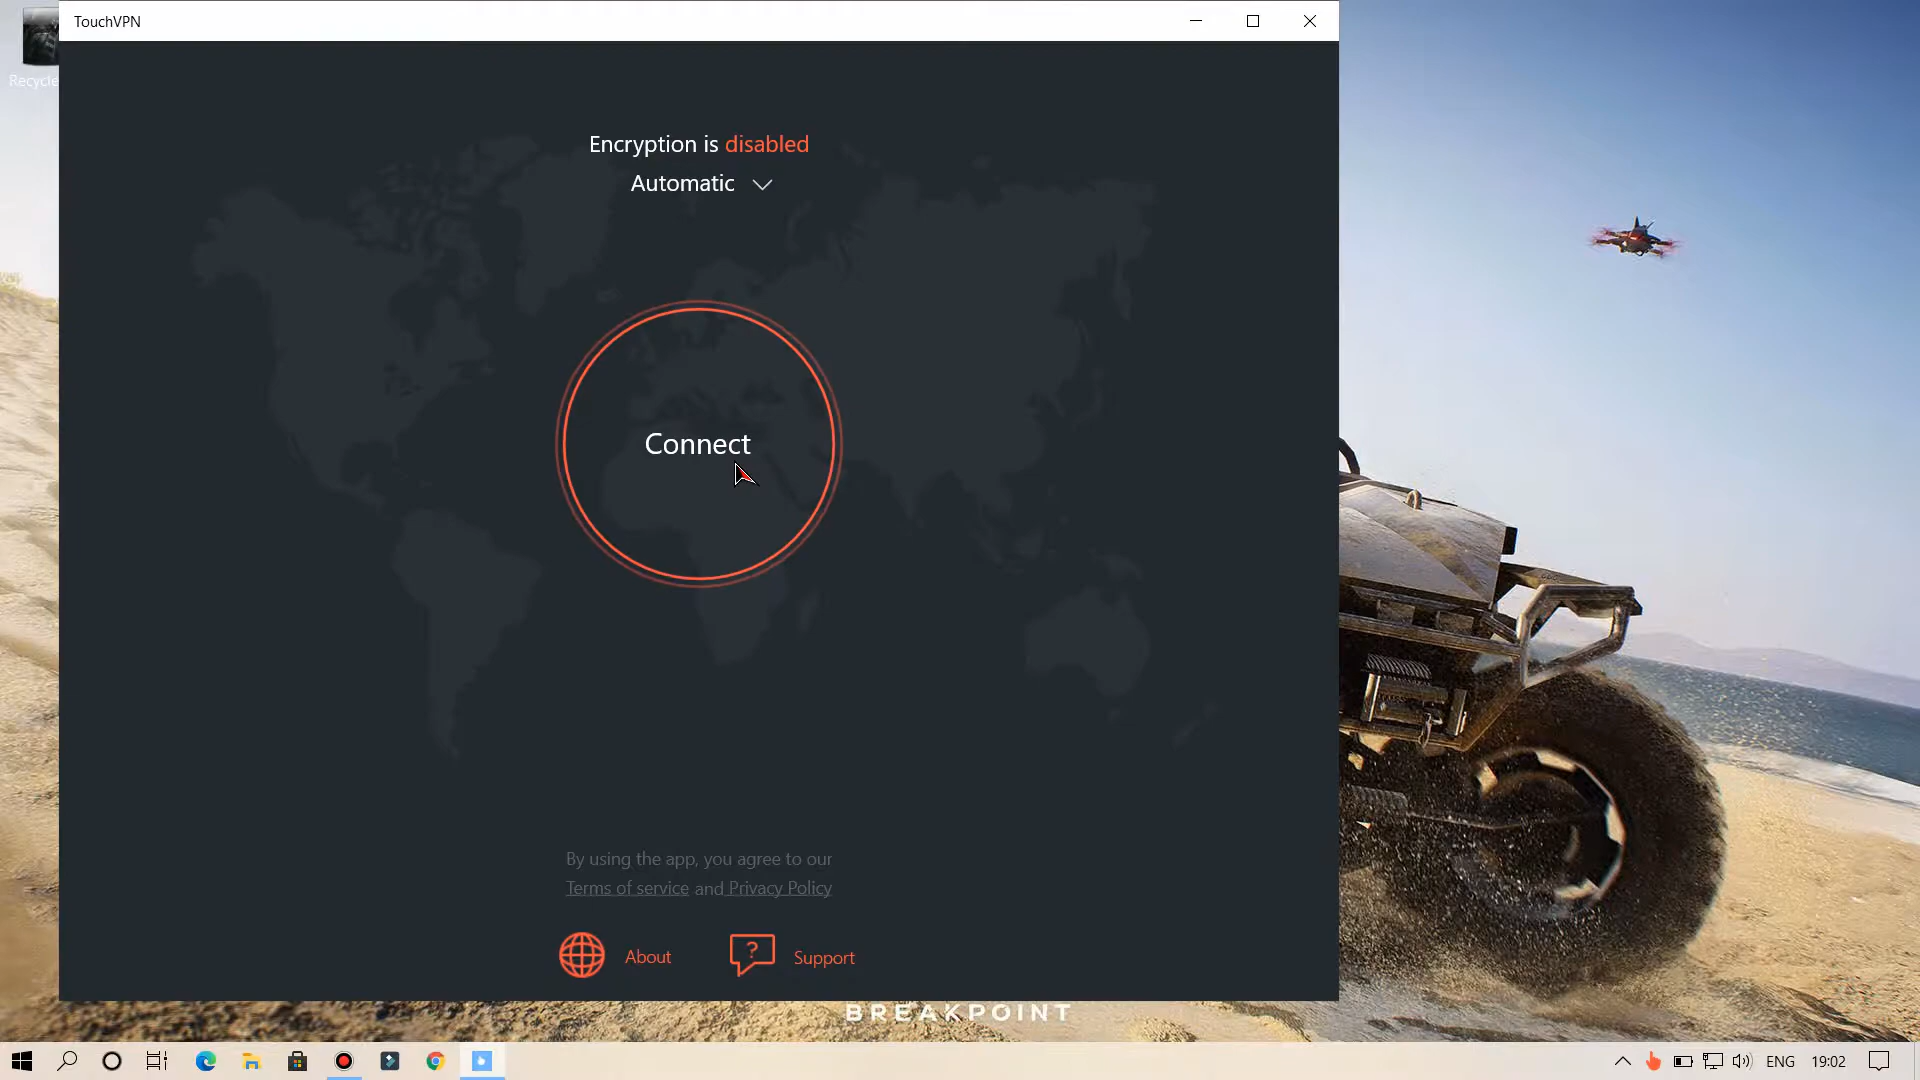 TouchVPN
Recycle
Encryption is disabled
Automatic
Connect
By using the app, you agree to our
Terms of service and Privacy Policy
About
Support
BREAKPOINT
ENG
19:02